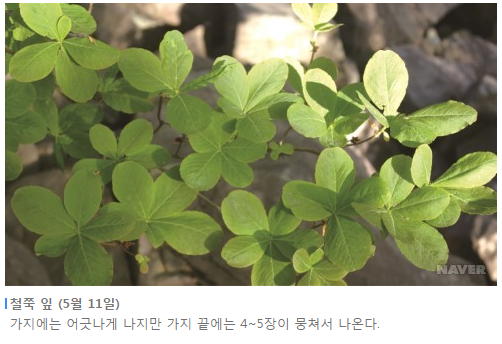 NAVER
철쭉 잎 (5월 11일)
가지에는 어긋나게 나지만 가지 끝에는 4~5장이 뭉쳐서 나온다.